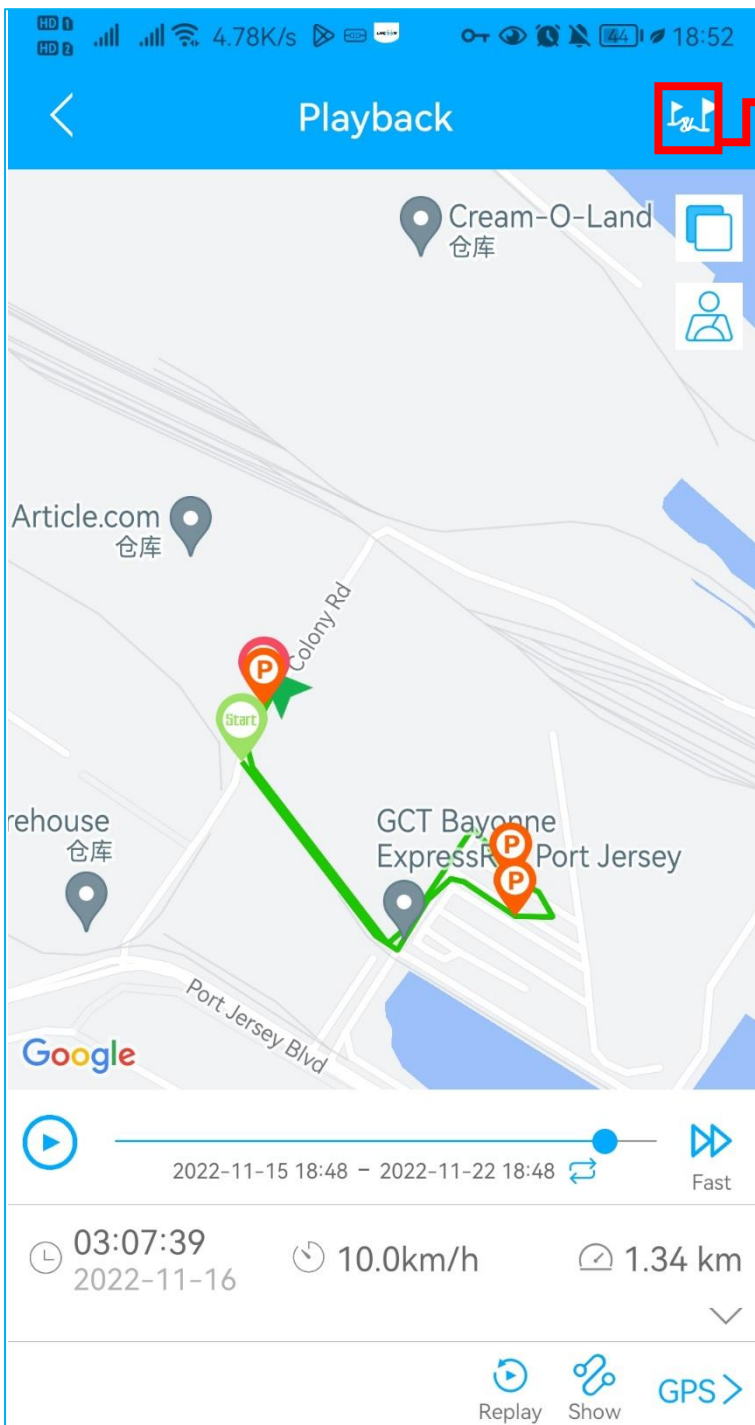 HD 1
HD 2
4.78K/s
44
18:52
Playback
Cream-O-Land
仓库
Article.com
仓库
Colony Rd
P
Start
rehouse
仓库
GCT Bayonne
P
Port Jersey
P
Port Jersey Blvd
Google
2022-11-15 18:48 - 2022-11-22 18:48
Fast
03:07:39
2022-11-16
10.0km/h
1.34 km
Replay
Show
GPS